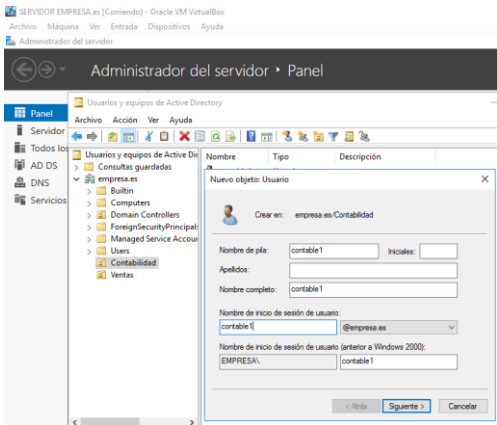 SERVIDOR EMPRESA.es [Corriendo] - Oracle VM VirtualBox
Archivo Máquina Ver Entrada Dispositivos Ayuda
Administrador del servidor
Administrador del servidor • Panel
Usuarios y equipos de Active Directory
Archivo Acción Ver Ayuda
Panel
Servidor
Todos los
AD DS
DNS
Servicios
Usuarios y equipos de Active Dir
Consultas guardadas
empresa.es
Builtin
Computers
Domain Controllers
ForeignSecurityPrincipals
Managed Service Accour
Users
Contabilidad
Ventas
Nombre Tipo Descripción
Nuevo objeto: Usuario
Crear en: empresa.es/Contabilidad
Nombre de pila: contable1 Iniciales:
Apellidos:
Nombre completo: contable1
Nombre de inicio de sesión de usuario:
contable1 @empresa.es
Nombre de inicio de sesión de usuario (anterior a Windows 2000):
EMPRESA\ contable1
< Atrás Siguiente > Cancelar